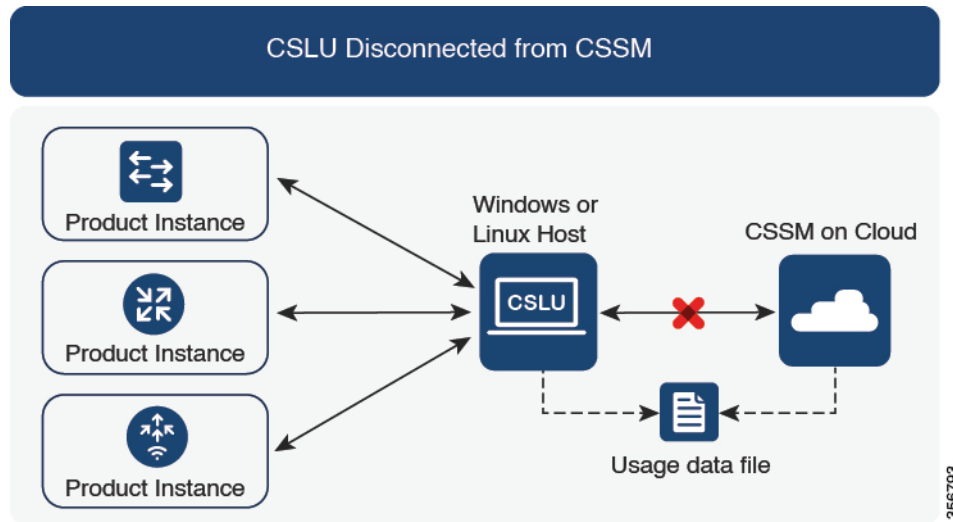 CSLU Disconnected from CSSM
Product Instance
Product Instance
Product Instance
Windows or
Linux Host
CSLU
CSSM on Cloud
Usage data file
356793